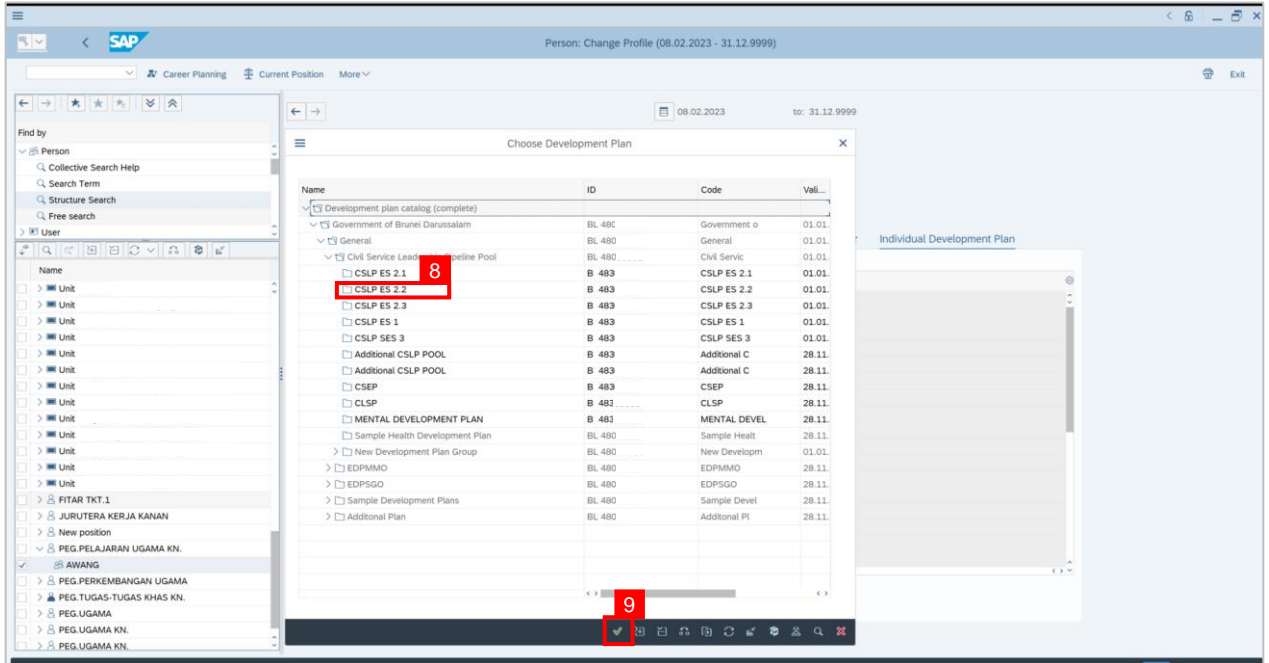 SAP
Person: Change Profile (08.02.2023 - 31.12.9999)
Career Planning Current Position More Exit
08.02.2023 to: 31.12.9999
Find by
Person
Collective Search Help
Search Term
Structure Search
Free search
User
Name
Unit
Unit
Unit
Unit
Unit
Unit
Unit
Unit
Unit
Unit
Unit
Unit
Unit
FITAR TKT.1
JURUTERA KERJA KANAN
New position
PEG.PELAJARAN UGAMA KN.
AWANG
PEG.PERKEMBANGAN UGAMA
PEG.TUGAS-TUGAS KHAS KN.
PEG.UGAMA
PEG.UGAMA KN.
PEG.UGAMA KN.
Choose Development Plan
Name ID Code Vali...
Development plan catalog (complete)
Government of Brunei Darussalam BL 480 Government o 01.01.
General BL 480 General 01.01.
Civil Service Leadership Pipeline Pool BL 480 Civil Servic 01.01.
8
CSLP ES 2.1 B 483 CSLP ES 2.1 01.01.
CSLP ES 2.2 B 483 CSLP ES 2.2 01.01.
CSLP ES 2.3 B 483 CSLP ES 2.3 01.01.
CSLP ES 1 B 483 CSLP ES 1 01.01.
CSLP SES 3 B 483 CSLP SES 3 01.01.
Additional CSLP POOL B 483 Additional C 28.11.
Additional CSLP POOL B 483 Additional C 28.11.
CSEP B 483 CSEP 28.11.
CLSP B 483 CLSP 28.11.
MENTAL DEVELOPMENT PLAN B 483 MENTAL DEVEL 28.11.
Sample Health Development Plan BL 480 Sample Healt 28.11.
New Development Plan Group BL 480 New Developm 01.01.
EDPMMO BL 480 EDPMMO 28.11.
EDPSGO BL 480 EDPSGO 28.11.
Sample Development Plans BL 480 Sample Devel 28.11.
Additonal Plan BL 480 Additonal Pl 28.11.
9
Individual Development Plan